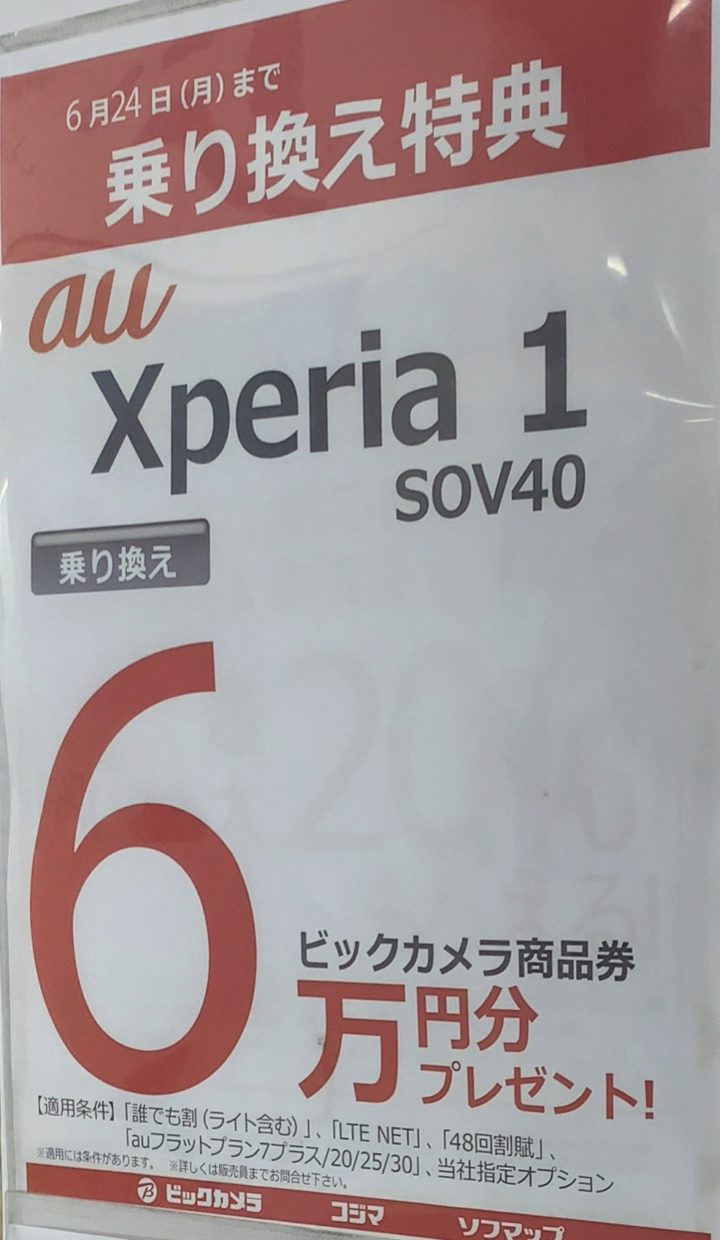 6月24日(月)まで
乗り換え特典
au
Xperia 1
SOV40
乗り換え
6
ビックカメラ商品券
万円分
プレゼント!
【適用条件】「誰でも割(ライト含む)」、「LTE NET」、「48回割賦」、
「auフラットプラン7プラス/20/25/30」、当社指定オプション
※適用には条件があります。 ※詳しくは販売員までお問合せ下さい。
ビックカメラ コジマ ソフマップ